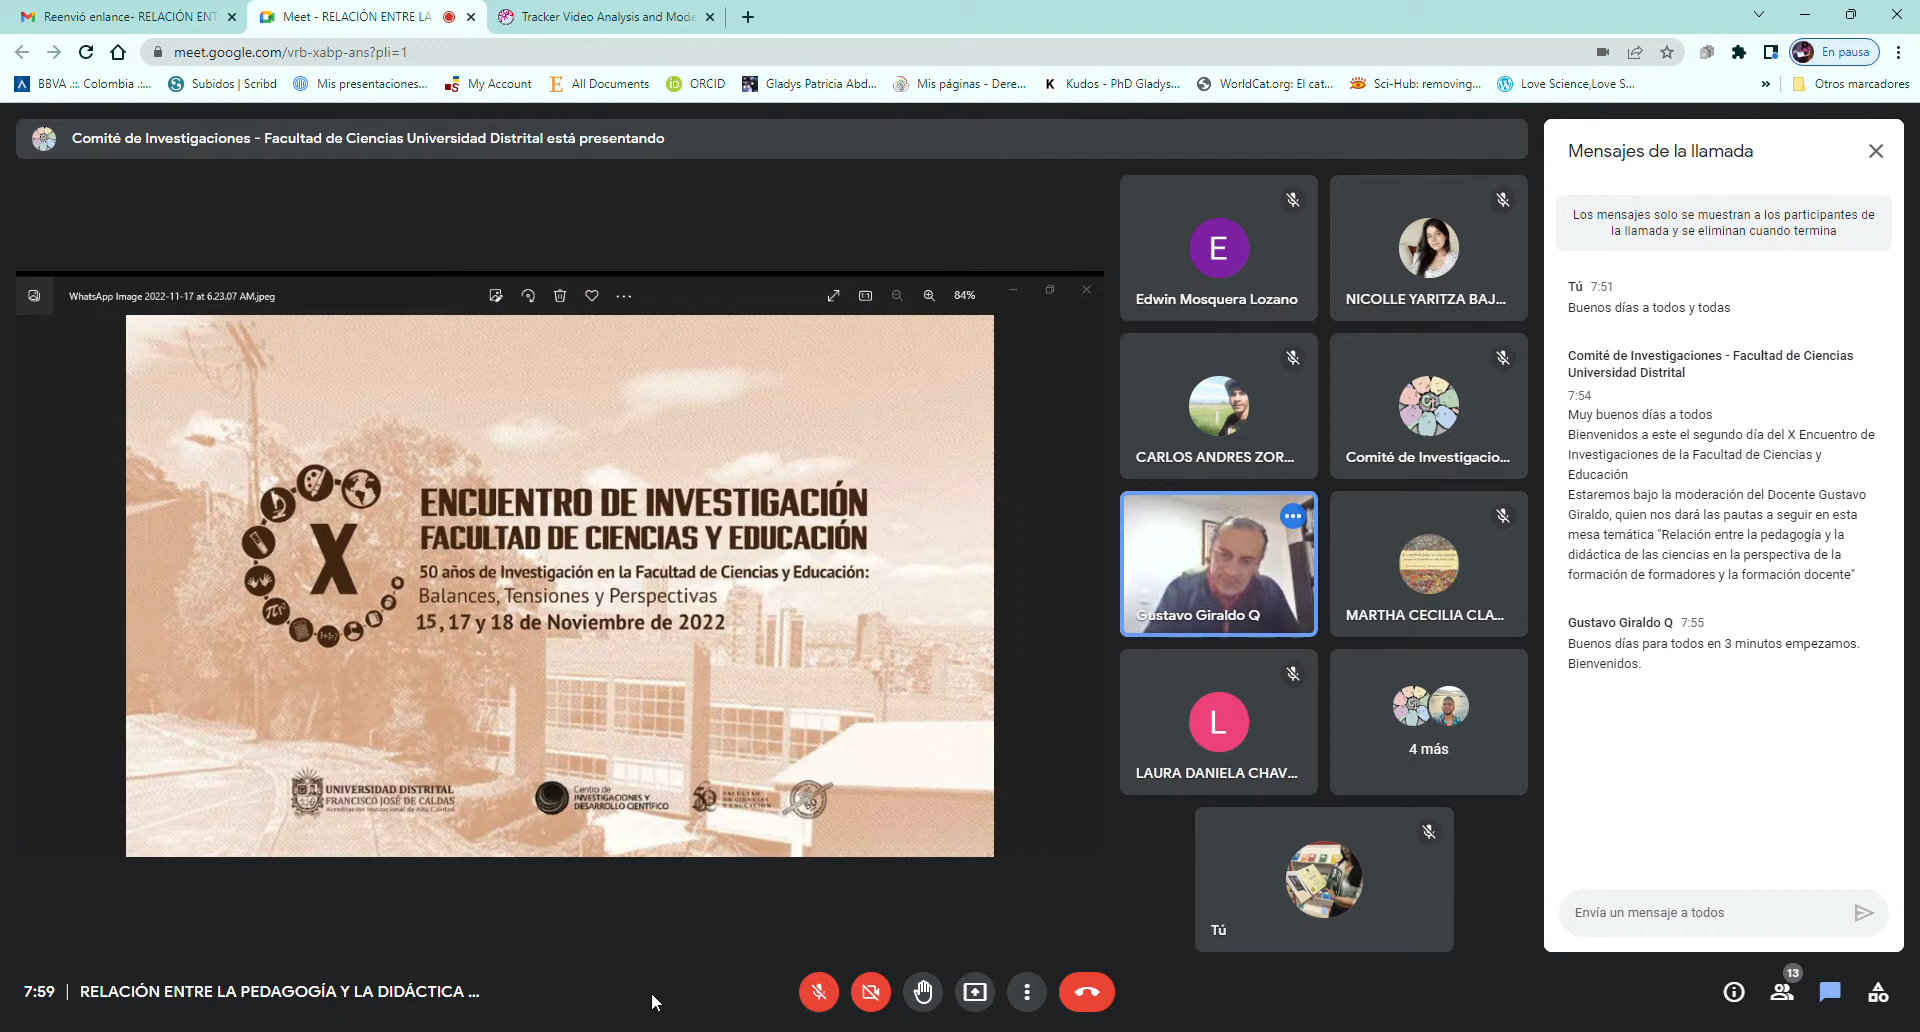 Reenvió enlance- RELACIÓN ENT
Meet - RELACIÓN ENTRE LA
Tracker Video Analysis and Mode
meet.google.com/vrb-xabp-ans?pli=1
En pausa
BBVA .::. Colombia .:...
Subidos | Scribd
Mis presentaciones...
My Account
All Documents
ORCID
Gladys Patricia Abd...
Mis páginas - Dere...
Kudos - PhD Gladys...
WorldCat.org: El cat...
Sci-Hub: removing...
Love Science,Love S...
»
Otros marcadores
Comité de Investigaciones - Facultad de Ciencias Universidad Distrital está presentando
WhatsApp Image 2022-11-17 at 6.23.07 AM.jpeg
84%
X
ENCUENTRO DE INVESTIGACIÓN
FACULTAD DE CIENCIAS Y EDUCACIÓN
50 años de Investigación en la Facultad de Ciencias y Educación:
Balances, Tensiones y Perspectivas
15, 17 y 18 de Noviembre de 2022
UNIVERSIDAD DISTRITAL
FRANCISCO JOSÉ DE CALDAS
Acreditación Institucional de Alta Calidad
Centro de
INVESTIGACIONES Y
DESARROLLO CIENTÍFICO
50
FACULTAD
DE CIENCIAS
Y EDUCACIÓN
E
Edwin Mosquera Lozano
NICOLLE YARITZA BAJ...
CARLOS ANDRES ZOR...
Comité de Investigacio...
Gustavo Giraldo Q
MARTHA CECILIA CLA...
L
LAURA DANIELA CHAV...
4 más
Tú
Mensajes de la llamada
Los mensajes solo se muestran a los participantes de
la llamada y se eliminan cuando termina
Tú 7:51
Buenos días a todos y todas
Comité de Investigaciones - Facultad de Ciencias
Universidad Distrital
7:54
Muy buenos días a todos
Bienvenidos a este el segundo día del X Encuentro de
Investigaciones de la Facultad de Ciencias y
Educación
Estaremos bajo la moderación del Docente Gustavo
Giraldo, quien nos dará las pautas a seguir en esta
mesa temática "Relación entre la pedagogía y la
didáctica de las ciencias en la perspectiva de la
formación de formadores y la formación docente"
Gustavo Giraldo Q 7:55
Buenos días para todos en 3 minutos empezamos.
Bienvenidos.
Envía un mensaje a todos
7:59 | RELACIÓN ENTRE LA PEDAGOGÍA Y LA DIDÁCTICA ...
13